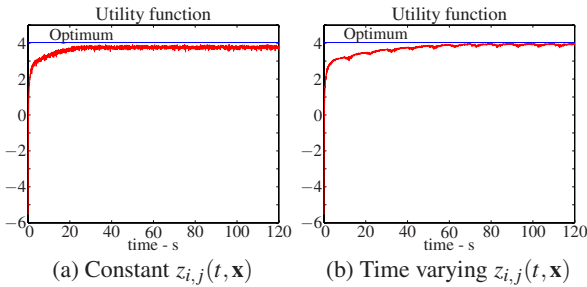 Utility function
Optimum
4
2
0
−2
−4
−6
0 20 40 60 80 100 120
time - s
(a) Constant z_{i,j}(t, x)
Utility function
Optimum
4
2
0
−2
−4
−6
0 20 40 60 80 100 120
time - s
(b) Time varying z_{i,j}(t, x)